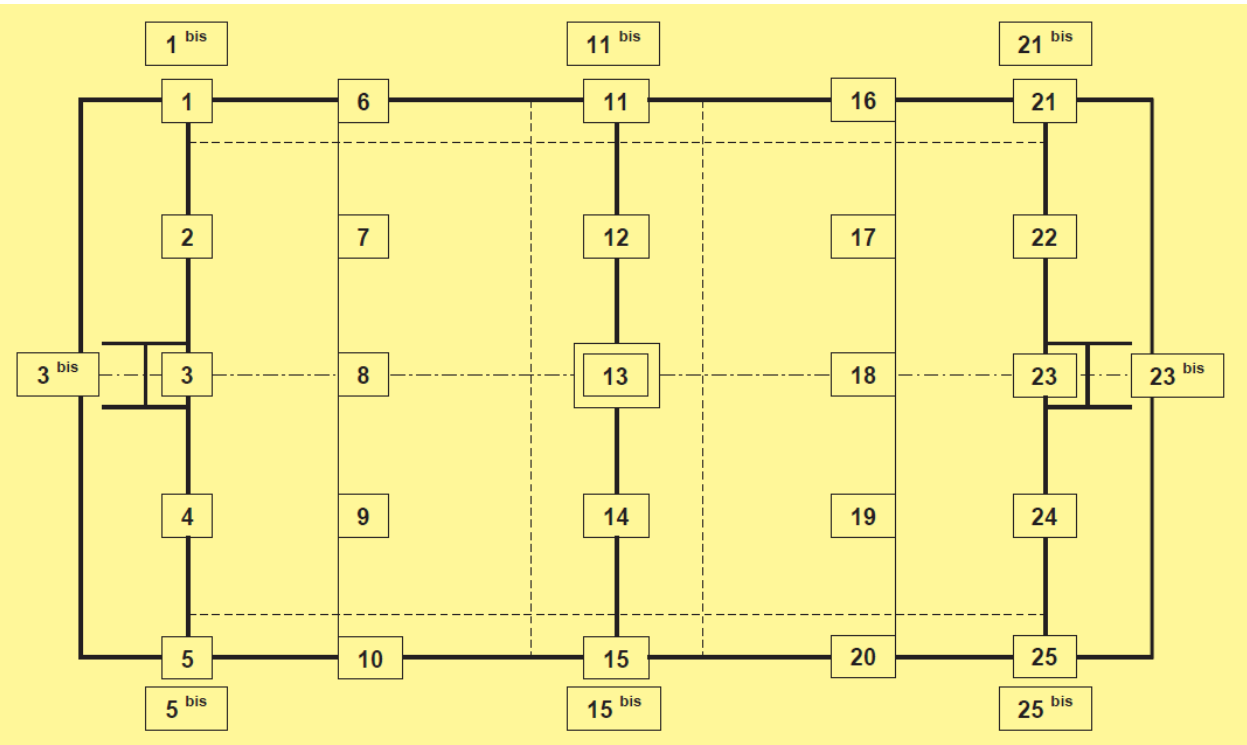 1 bis 11 bis 21 bis
1 6 11 16 21
2 7 12 17 22
3 bis 3 8 13 18 23 23 bis
4 9 14 19 24
5 10 15 20 25
5 bis 15 bis 25 bis